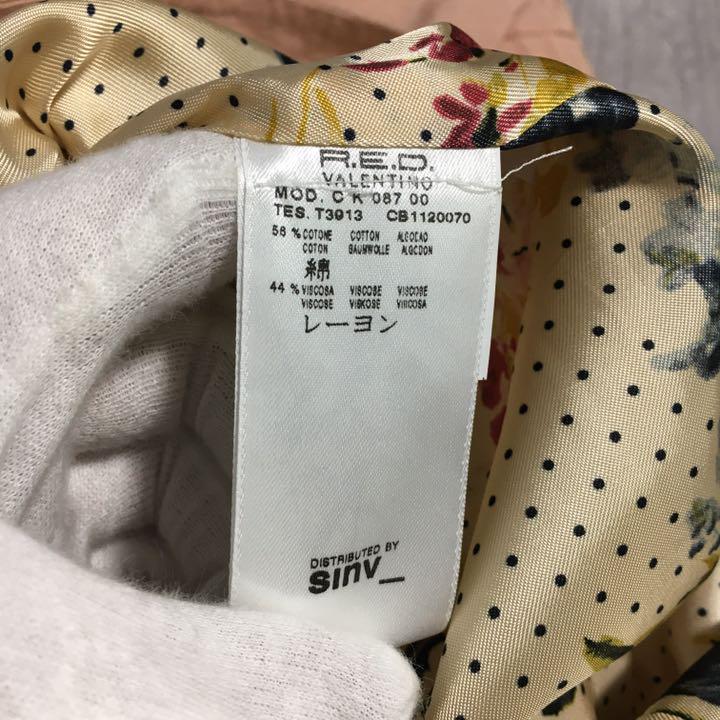 R.E.D.
VALENTINO
MOD. CK 087 00
TES. T3913 CB1120070
56 % COTONE COTTON ALGODAO
COTON BAUMWOLLE ALGODON
綿
44 % VISCOSA VISCOSE VISCOSE
VISCOSE VISKOSE VISCOSA
レーヨン
DISTRIBUTED BY
sinv_